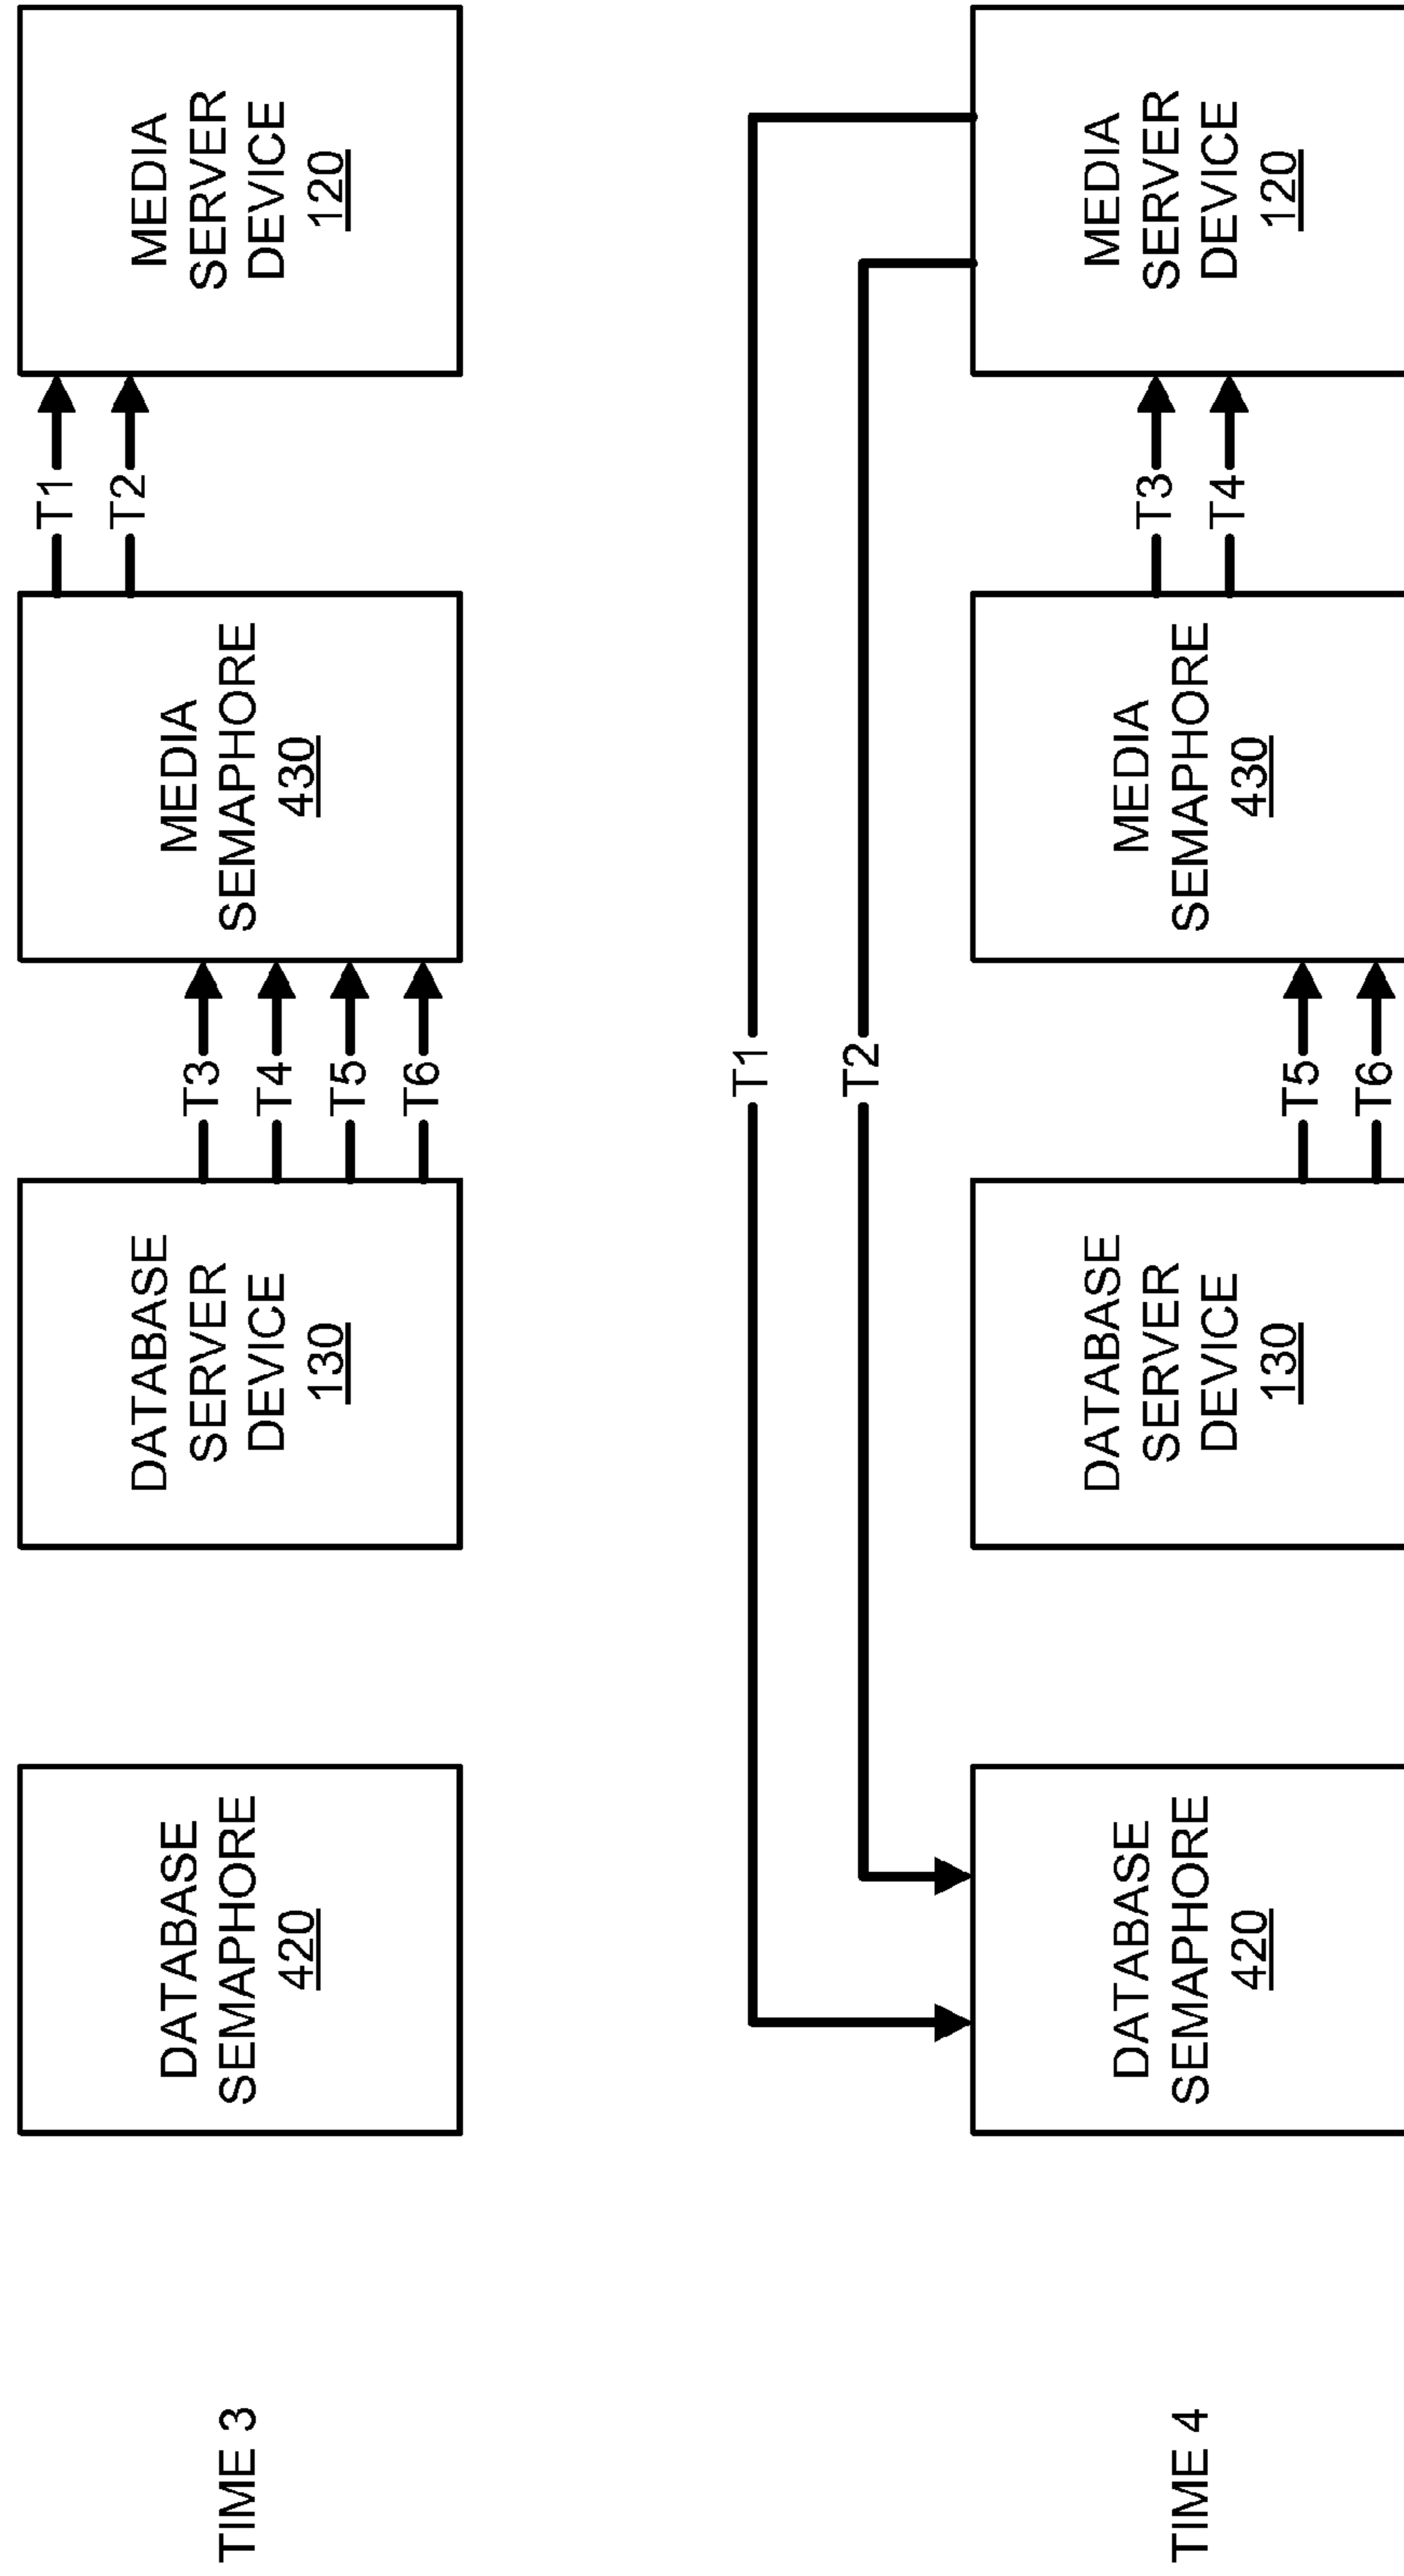 TIME 3
DATABASE
SEMAPHORE
420
DATABASE
SERVER
DEVICE
130
T3
T4
T5
T6
MEDIA
SEMAPHORE
430
T1
T2
MEDIA
SERVER
DEVICE
120
TIME 4
T1
T2
DATABASE
SEMAPHORE
420
DATABASE
SERVER
DEVICE
130
T5
T6
MEDIA
SEMAPHORE
430
T3
T4
MEDIA
SERVER
DEVICE
120